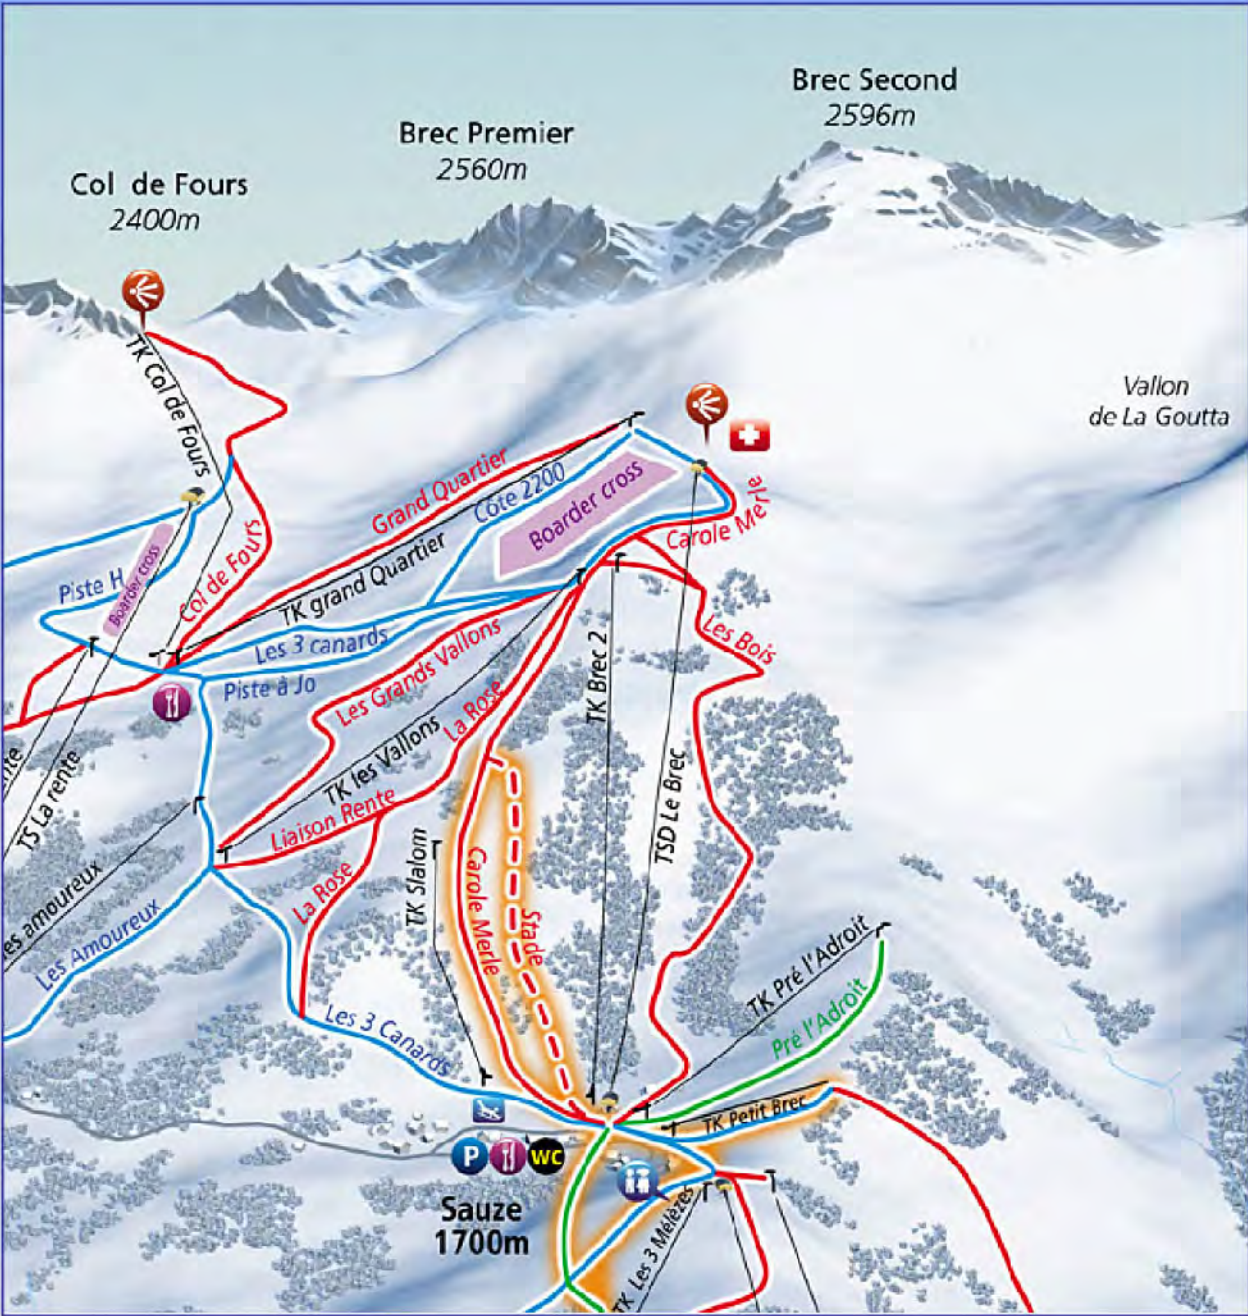 Brec Second
2596m
Brec Premier
2560m
Col de Fours
2400m
TK Col de Fours
Vallon
de La Goutta
Grand Quartier
Côte 2200
Boarder cross
Carole Merle
TK grand Quartier
Col de Fours
Piste H
Boarder cross
Les 3 canards
Piste à Jo
Les Grands Vallons
La Rose
TK les Vallons
Les Bois
TK Brec 2
TSD Le Brec
TS La rente
Liaison Rente
La Rose
TK Slalom
Carole Merle
Stade
es amoureux
Les Amoureux
Les 3 Canards
TK Pré l'Adroit
Pré l'Adroit
TK Petit Brec
P
WC
Sauze
1700m
TK Les 3 Mélèzes